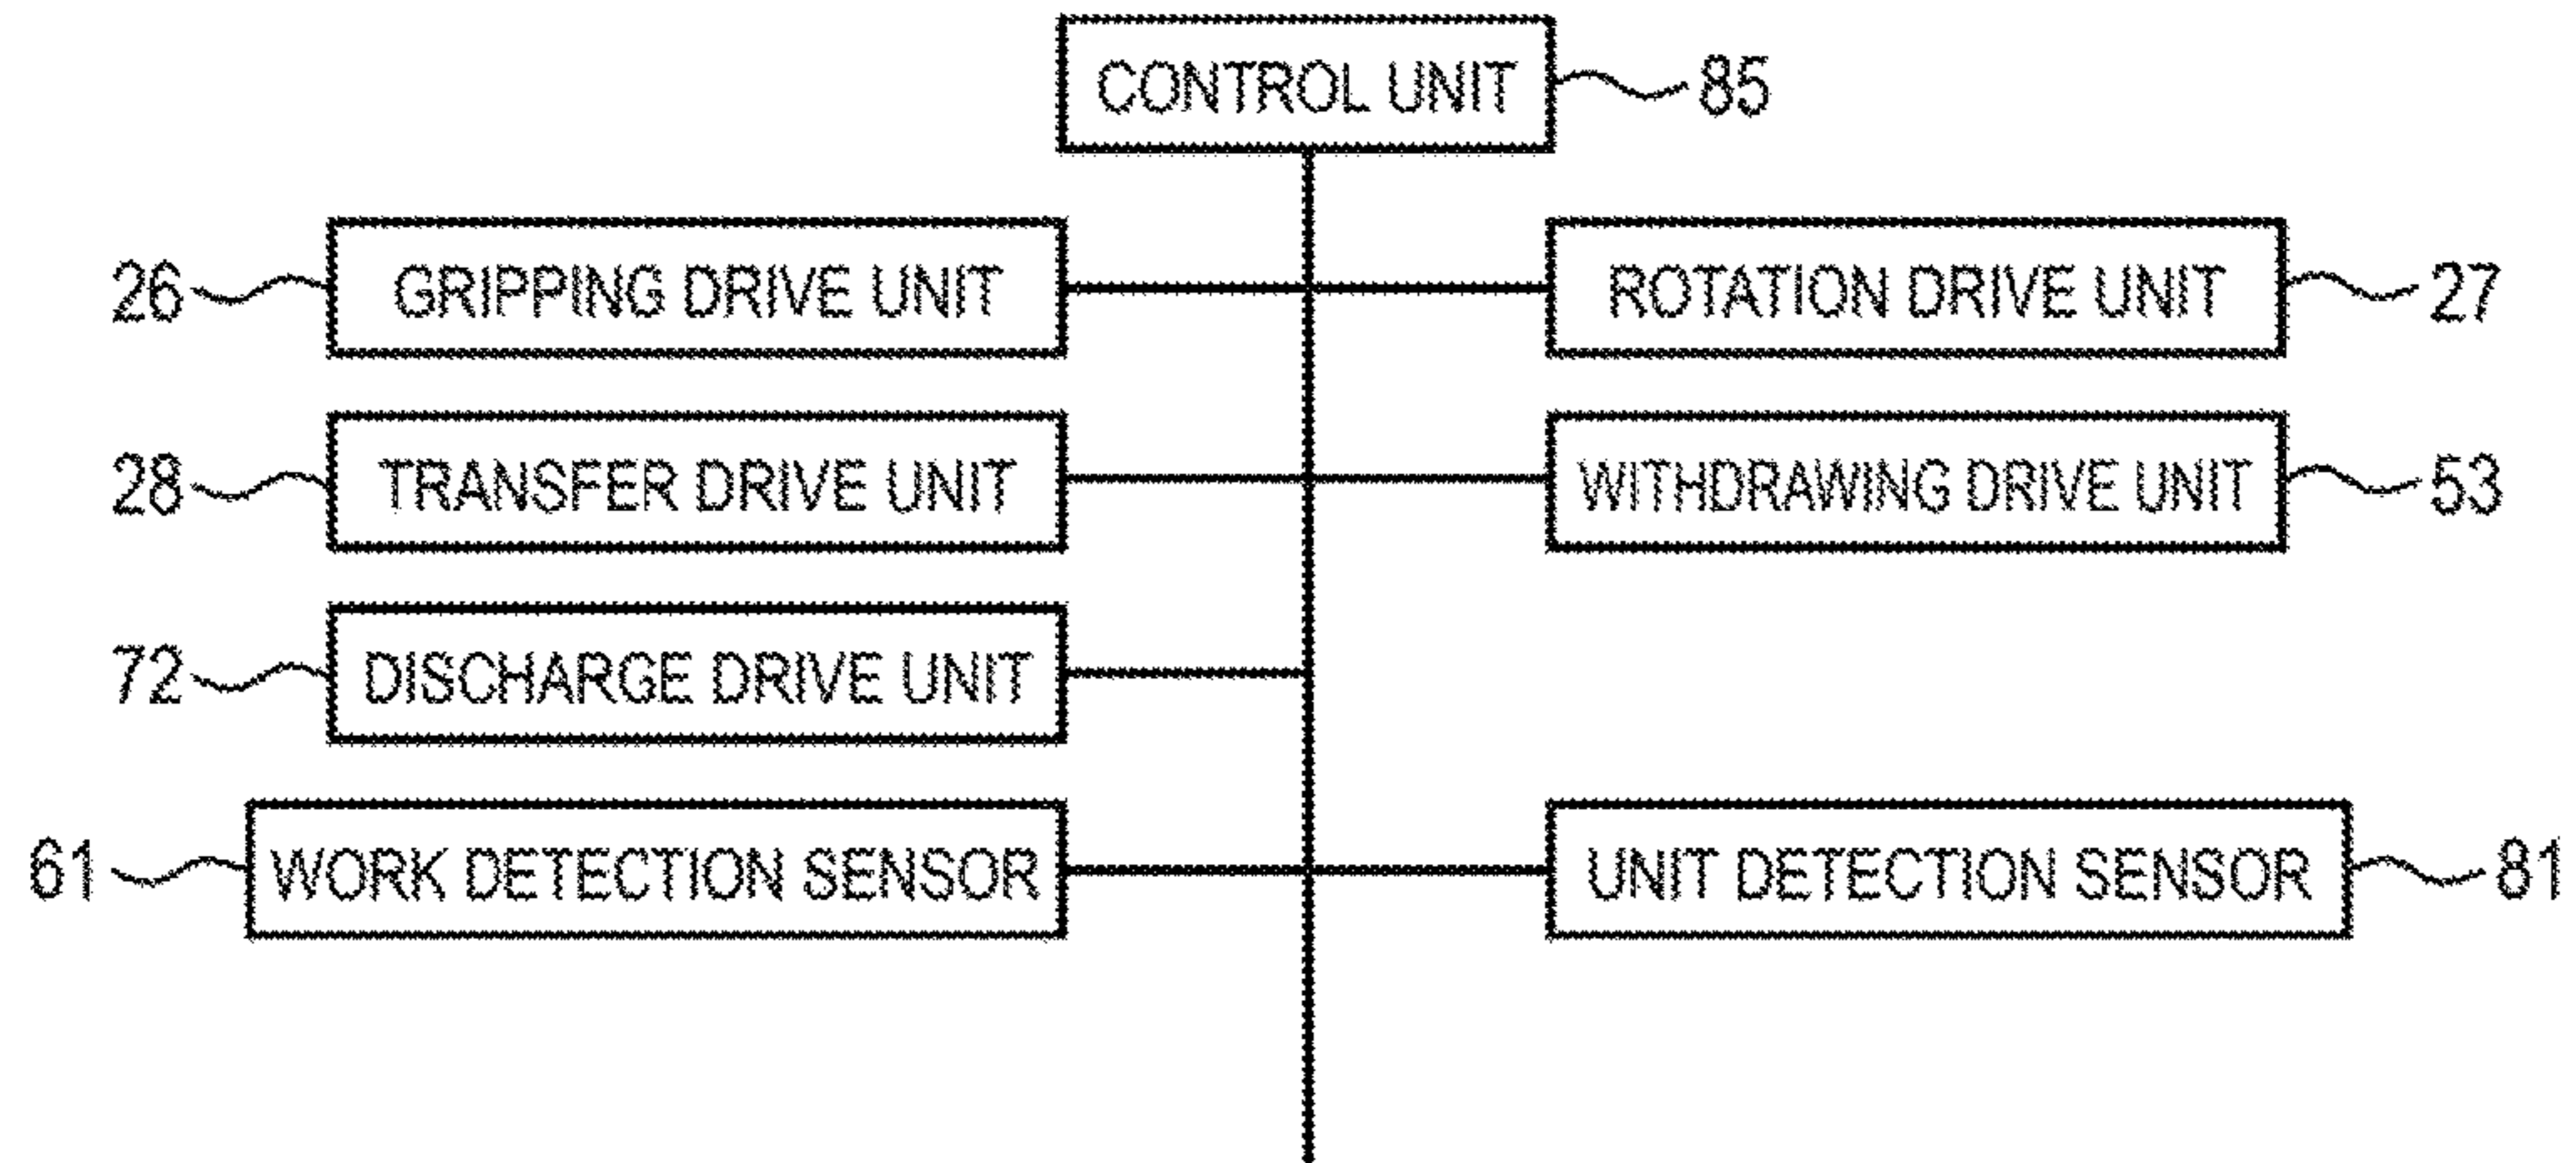 CONTROL UNIT 85
26 GRIPPING DRIVE UNIT ROTATION DRIVE UNIT 27
28 TRANSFER DRIVE UNIT WITHDRAWING DRIVE UNIT 53
72 DISCHARGE DRIVE UNIT
61 WORK DETECTION SENSOR UNIT DETECTION SENSOR 81